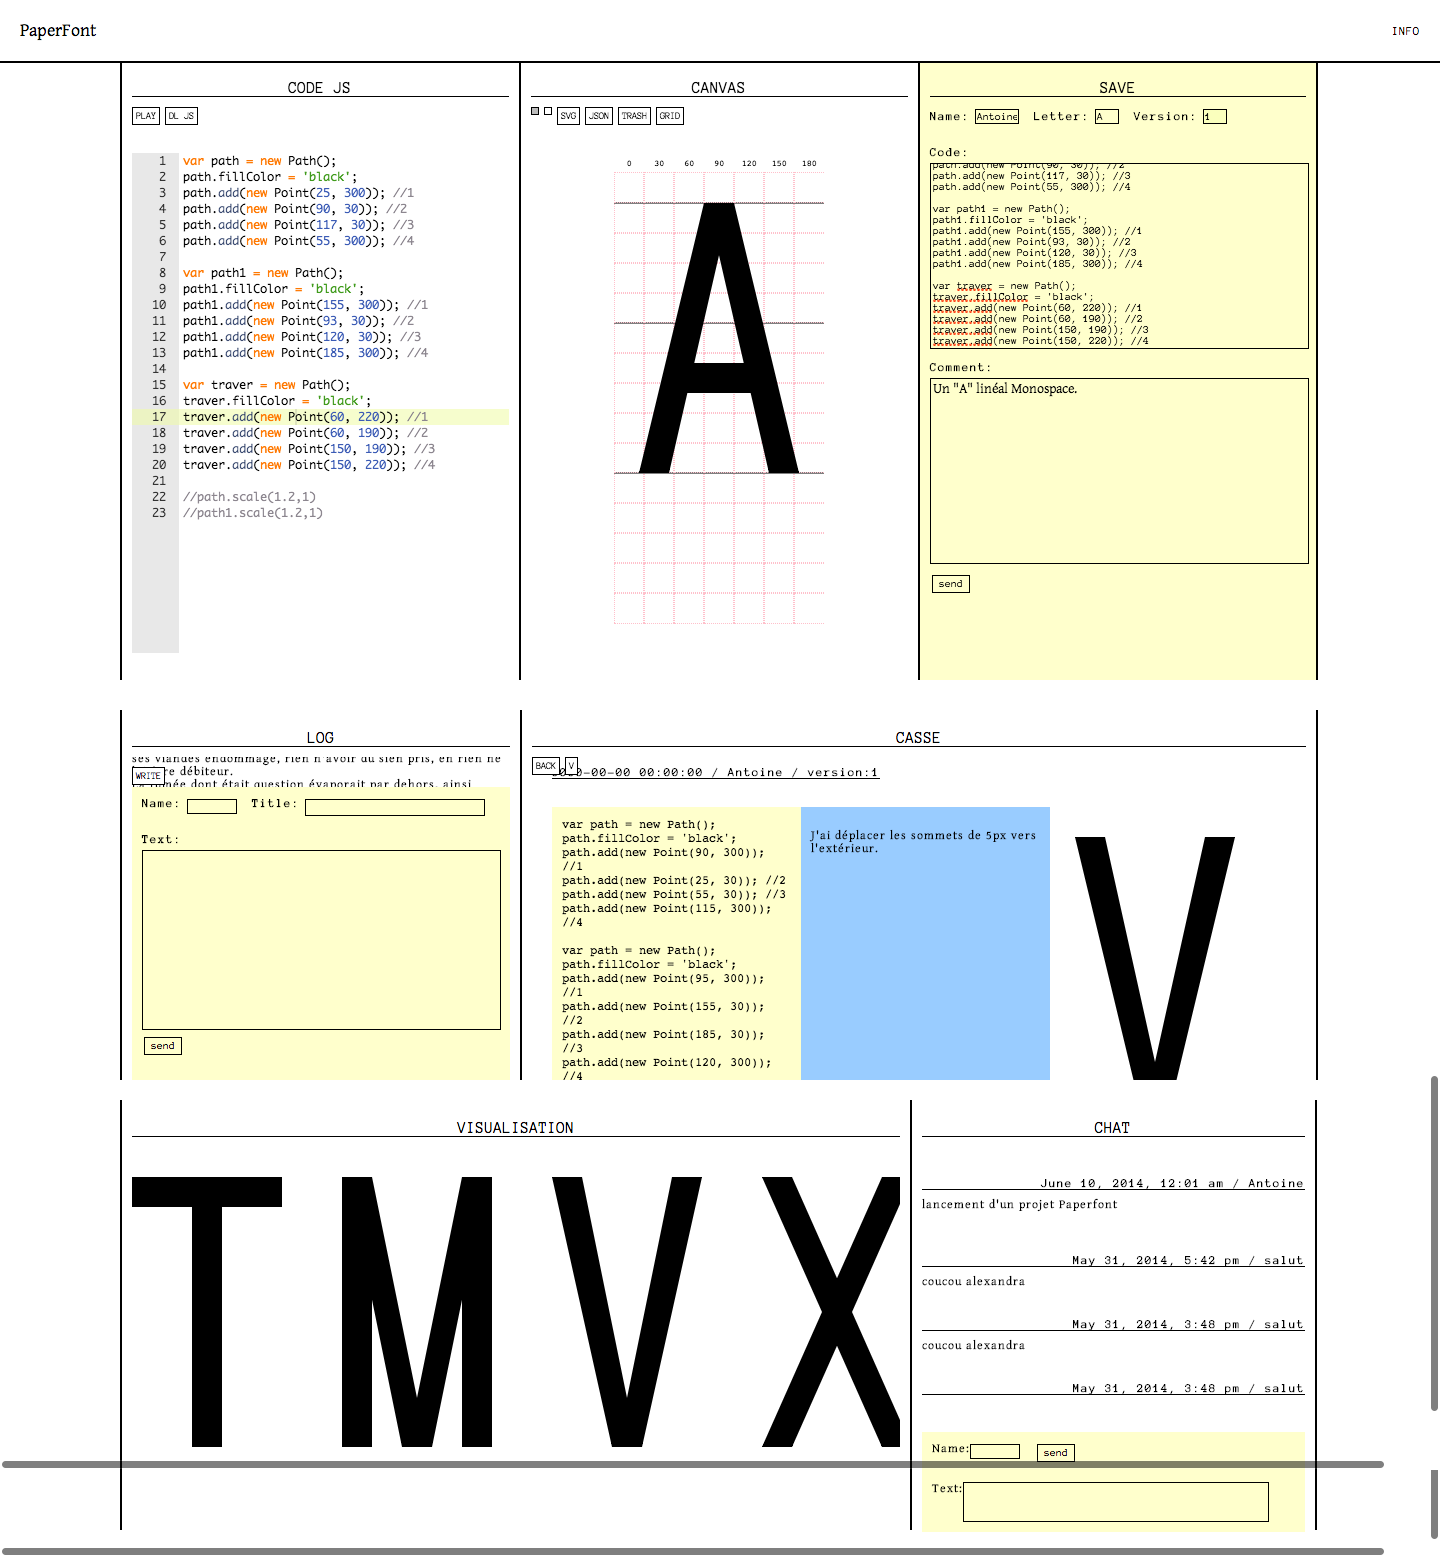 PaperFont
INFO
CODE JS
PLAY DL JS
1 var path = new Path();
2 path.fillColor = 'black';
3 path.add(new Point(25, 300)); //1
4 path.add(new Point(90, 30)); //2
5 path.add(new Point(117, 30)); //3
6 path.add(new Point(55, 300)); //4
7
8 var path1 = new Path();
9 path1.fillColor = 'black';
10 path1.add(new Point(155, 300)); //1
11 path1.add(new Point(93, 30)); //2
12 path1.add(new Point(120, 30)); //3
13 path1.add(new Point(185, 300)); //4
14
15 var traver = new Path();
16 traver.fillColor = 'black';
17 traver.add(new Point(60, 220)); //1
18 traver.add(new Point(60, 190)); //2
19 traver.add(new Point(150, 190)); //3
20 traver.add(new Point(150, 220)); //4
21
22 //path.scale(1.2,1)
23 //path1.scale(1.2,1)
CANVAS
SVG JSON TRASH GRID
0 30 60 90 120 150 180
A
SAVE
Name: Antoine Letter: A Version: 1
Code:
path.add(new Point(90, 30)); //2
path.add(new Point(117, 30)); //3
path.add(new Point(55, 300)); //4
var path1 = new Path();
path1.fillColor = 'black';
path1.add(new Point(155, 300)); //1
path1.add(new Point(93, 30)); //2
path1.add(new Point(120, 30)); //3
path1.add(new Point(185, 300)); //4
var traver = new Path();
traver.fillColor = 'black';
traver.add(new Point(60, 220)); //1
traver.add(new Point(60, 190)); //2
traver.add(new Point(150, 190)); //3
traver.add(new Point(150, 220)); //4
Comment:
Un "A" linéal Monospace.
send
LOG
ses viandes endommagé, rien n'avoir du sien pris, en rien ne
WRITE re débiteur.
née dont était question évaporait par dehors, ainsi
Name: Title:
Text:
send
CASSE
BACK V
-00-00 00:00:00 / Antoine / version:1
var path = new Path();
path.fillColor = 'black';
path.add(new Point(90, 300));
//1
path.add(new Point(25, 30)); //2
path.add(new Point(55, 30)); //3
path.add(new Point(115, 300));
//4
var path = new Path();
path.fillColor = 'black';
path.add(new Point(95, 300));
//1
path.add(new Point(155, 30));
//2
path.add(new Point(185, 30));
//3
path.add(new Point(120, 300));
//4
J'ai déplacer les sommets de 5px vers
l'extérieur.
V
VISUALISATION
T M V X
CHAT
June 10, 2014, 12:01 am / Antoine
lancement d'un projet Paperfont
May 31, 2014, 5:42 pm / salut
coucou alexandra
May 31, 2014, 3:48 pm / salut
coucou alexandra
May 31, 2014, 3:48 pm / salut
Name: send
Text: